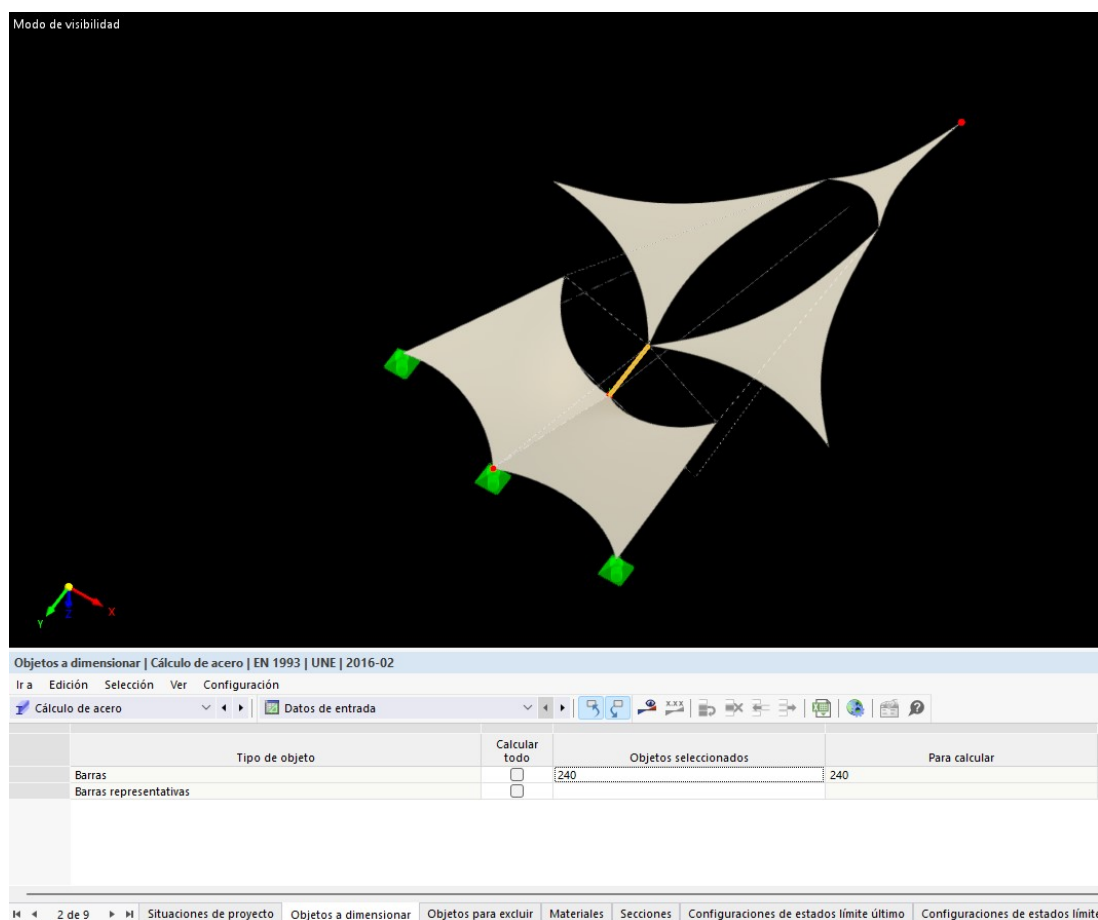 Modo de visibilidad
Y
Z
X
Objetos a dimensionar | Cálculo de acero | EN 1993 | UNE | 2016-02
Ir a Edición Selección Ver Configuración
Cálculo de acero Datos de entrada x.xx
Tipo de objeto Calcular todo Objetos seleccionados Para calcular
Barras 240 240
Barras representativas
2 de 9 Situaciones de proyecto Objetos a dimensionar Objetos para excluir Materiales Secciones Configuraciones de estados límite último Configuraciones de estados límite